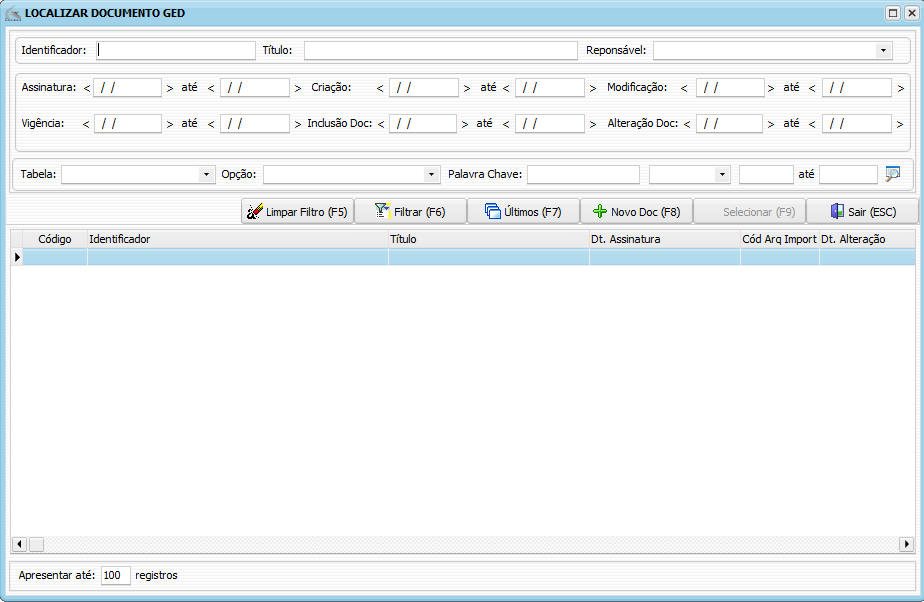 LOCALIZAR DOCUMENTO GED
Identificador: Título: Reponsável:
Assinatura: < / / > até < / / > Criação: < / / > até < / / > Modificação: < / / > até < / / >
Vigência: < / / > até < / / > Inclusão Doc: < / / > até < / / > Alteração Doc: < / / > até < / / >
Tabela: Opção: Palavra Chave: até
Limpar Filtro (F5) Filtrar (F6) Últimos (F7) Novo Doc (F8) Selecionar (F9) Sair (ESC)
Código Identificador Título Dt. Assinatura Cód Arq Import Dt. Alteração
Apresentar até: 100 registros